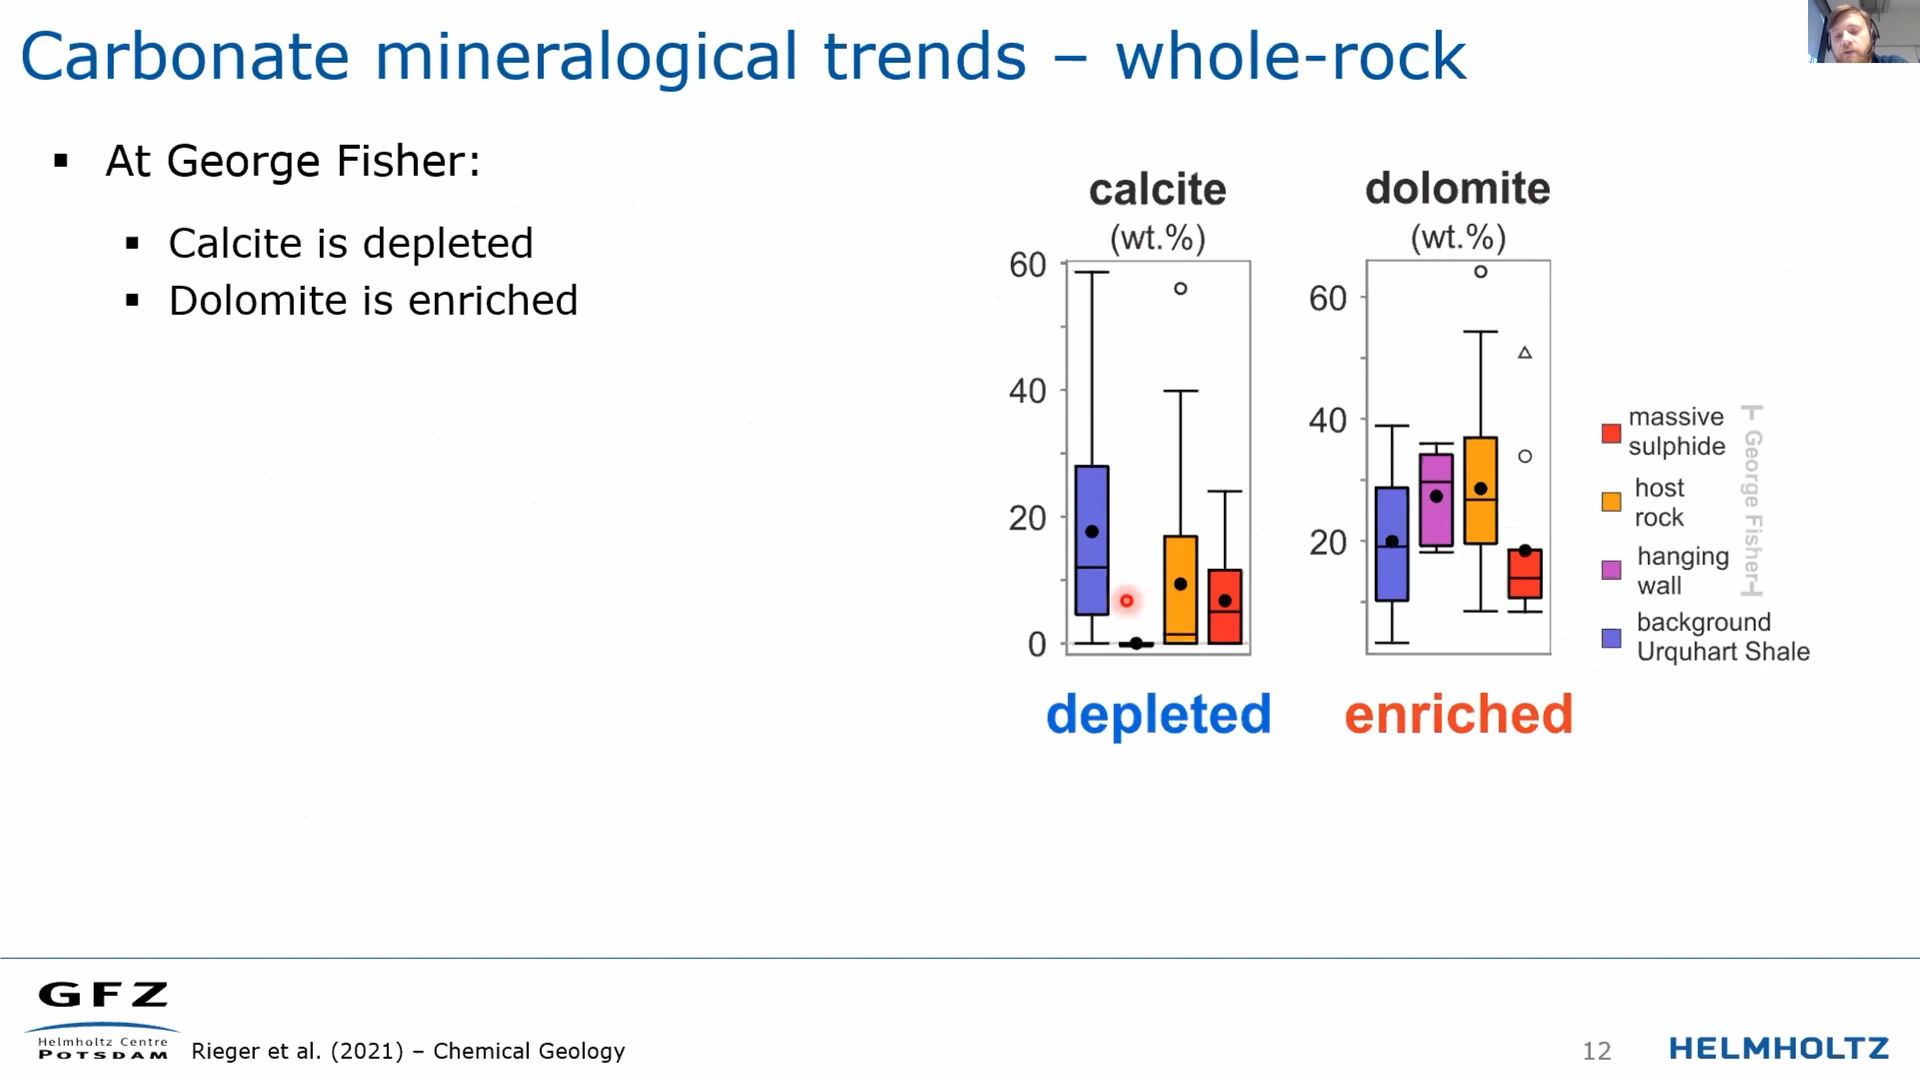 Carbonate mineralogical trends – whole-rock
▪ At George Fisher:
▪ Calcite is depleted
▪ Dolomite is enriched
calcite
(wt.%)
60
40
20
0
depleted
dolomite
(wt.%)
60
40
20
enriched
massive
sulphide
host
rock
hanging
wall
background
Urquhart Shale
George Fisher
GFZ
Helmholtz Centre
POTSDAM
Rieger et al. (2021) – Chemical Geology
12
HELMHOLTZ